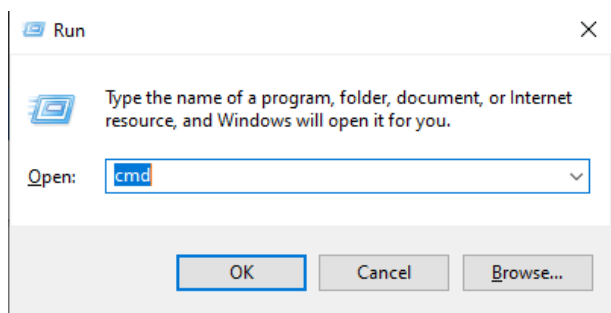 Run
Type the name of a program, folder, document, or Internet
resource, and Windows will open it for you.
Open: cmd
OK Cancel Browse...